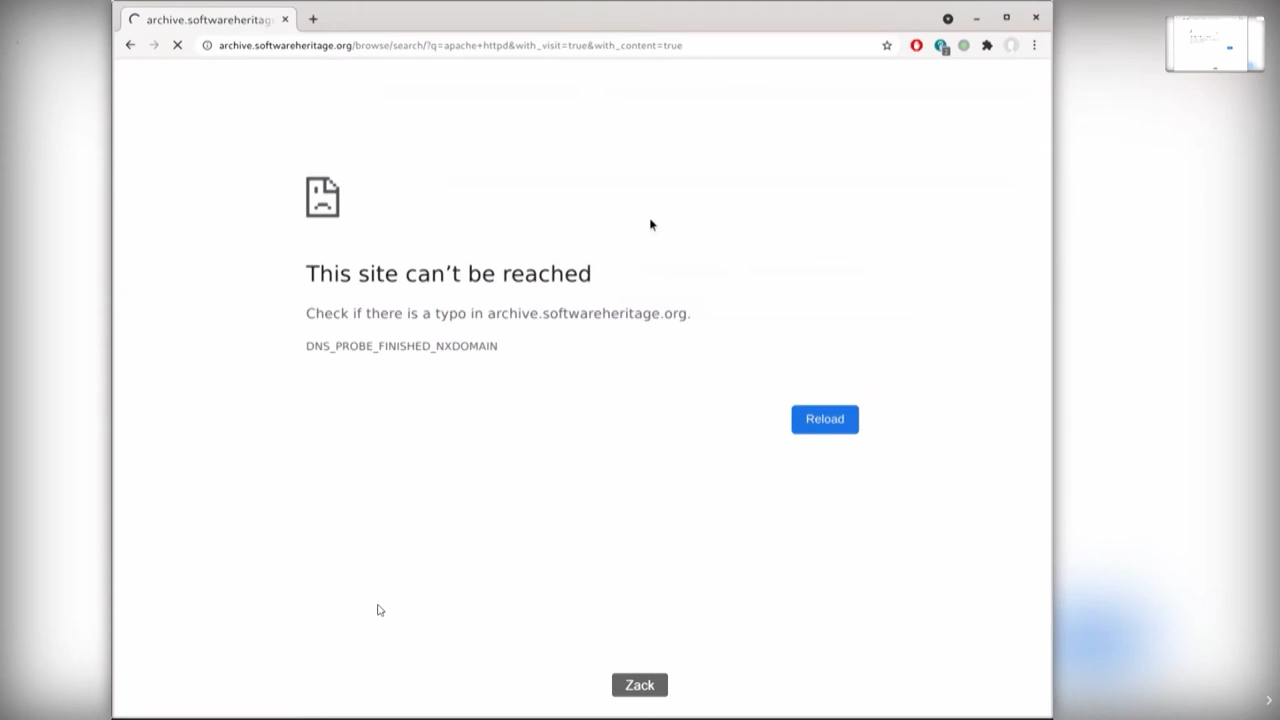 archive.softwareheritag
archive.softwareheritage.org/browse/search/?q=apache+httpd&with_visit=true&with_content=true
This site can't be reached
Check if there is a typo in archive.softwareheritage.org.
DNS_PROBE_FINISHED_NXDOMAIN
Reload
Zack